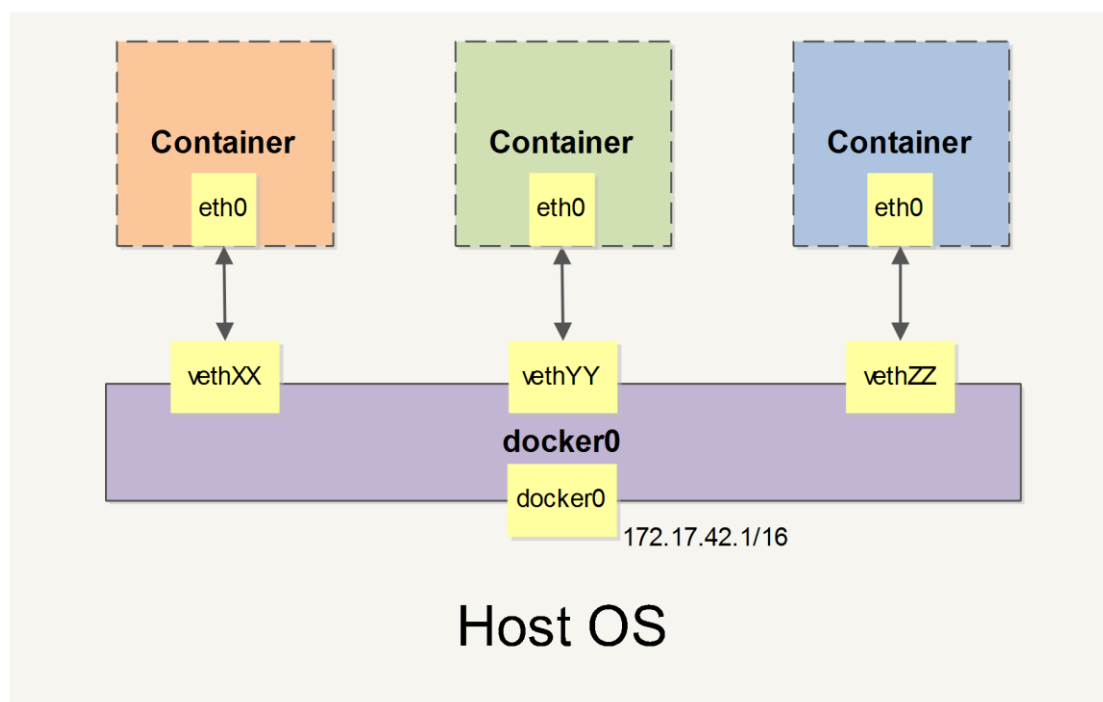 Container
Container
Container
eth0
eth0
eth0
vethXX
vethYY
vethZZ
docker0
docker0
172.17.42.1/16
Host OS